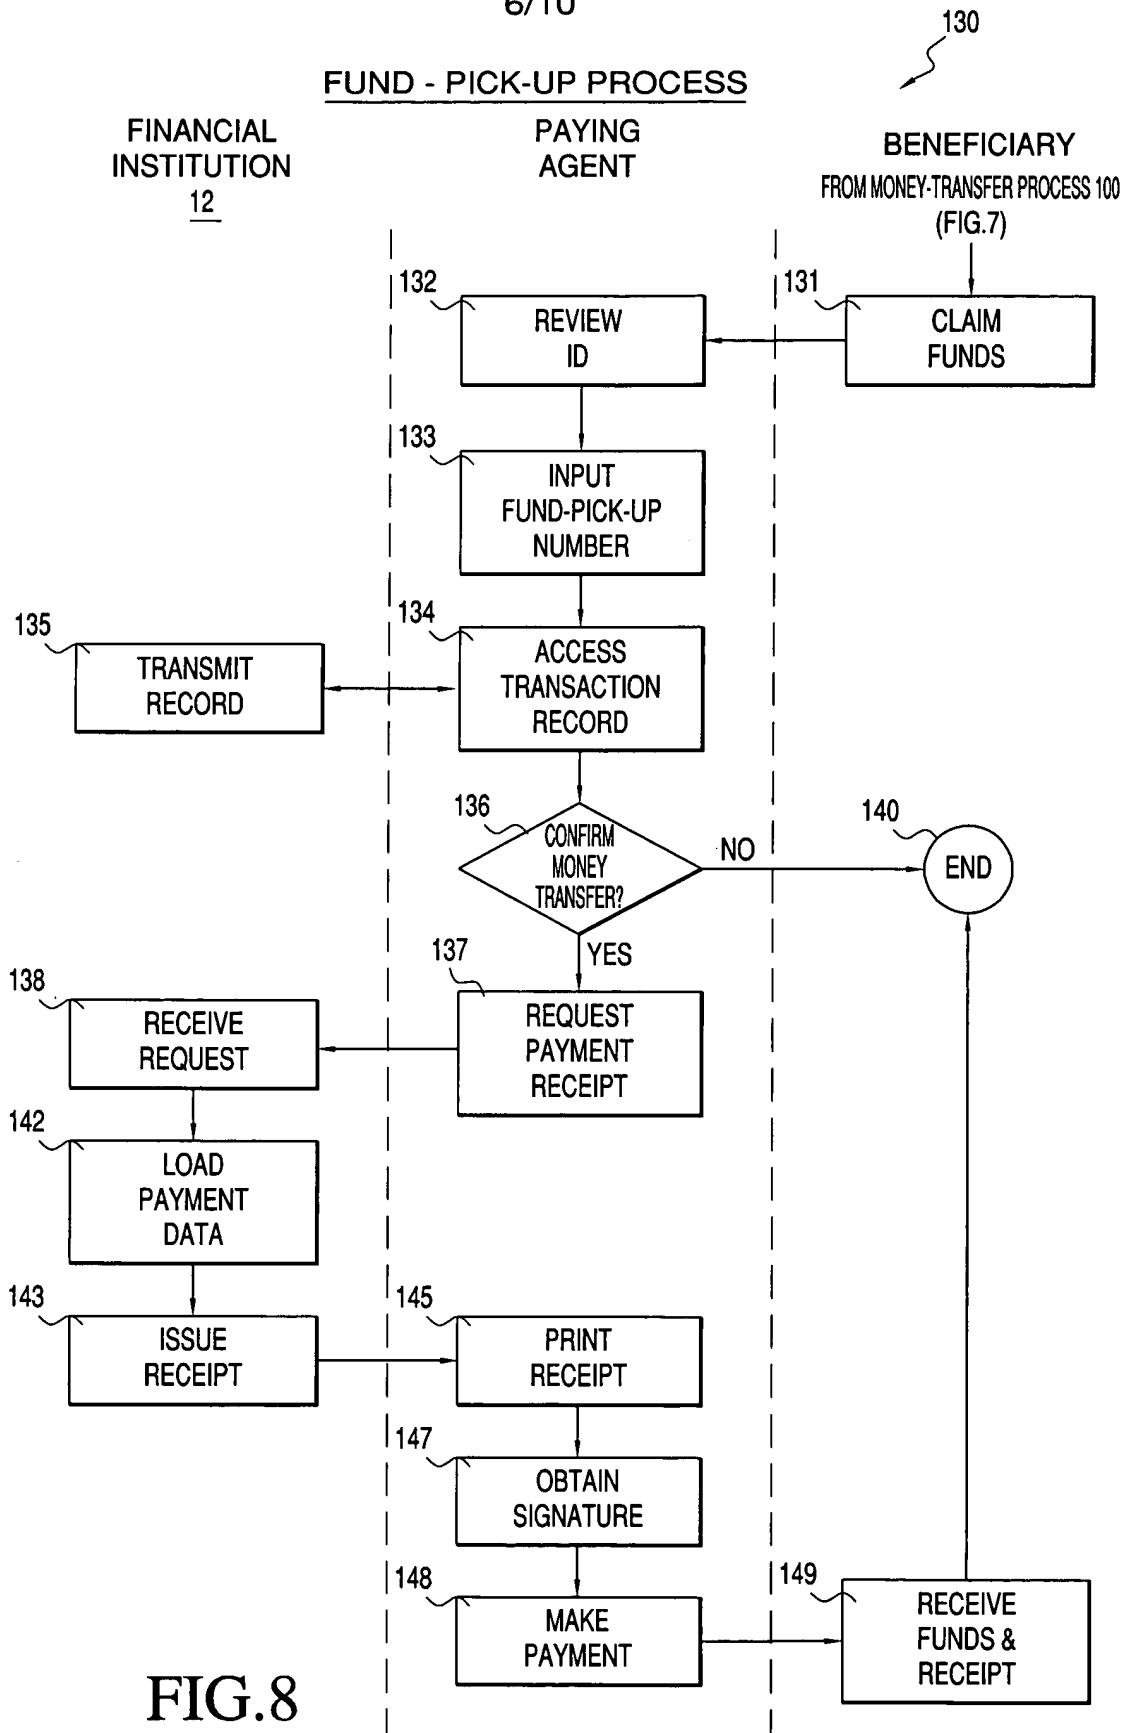 6/10
130
FUND - PICK-UP PROCESS
FINANCIAL
INSTITUTION
12
PAYING
AGENT
BENEFICIARY
FROM MONEY-TRANSFER PROCESS 100
(FIG.7)
132
REVIEW
ID
131
CLAIM
FUNDS
133
INPUT
FUND-PICK-UP
NUMBER
135
TRANSMIT
RECORD
134
ACCESS
TRANSACTION
RECORD
136
CONFIRM
MONEY
TRANSFER?
NO
140
END
YES
138
RECEIVE
REQUEST
137
REQUEST
PAYMENT
RECEIPT
142
LOAD
PAYMENT
DATA
143
ISSUE
RECEIPT
145
PRINT
RECEIPT
147
OBTAIN
SIGNATURE
148
MAKE
PAYMENT
149
RECEIVE
FUNDS &
RECEIPT
FIG.8